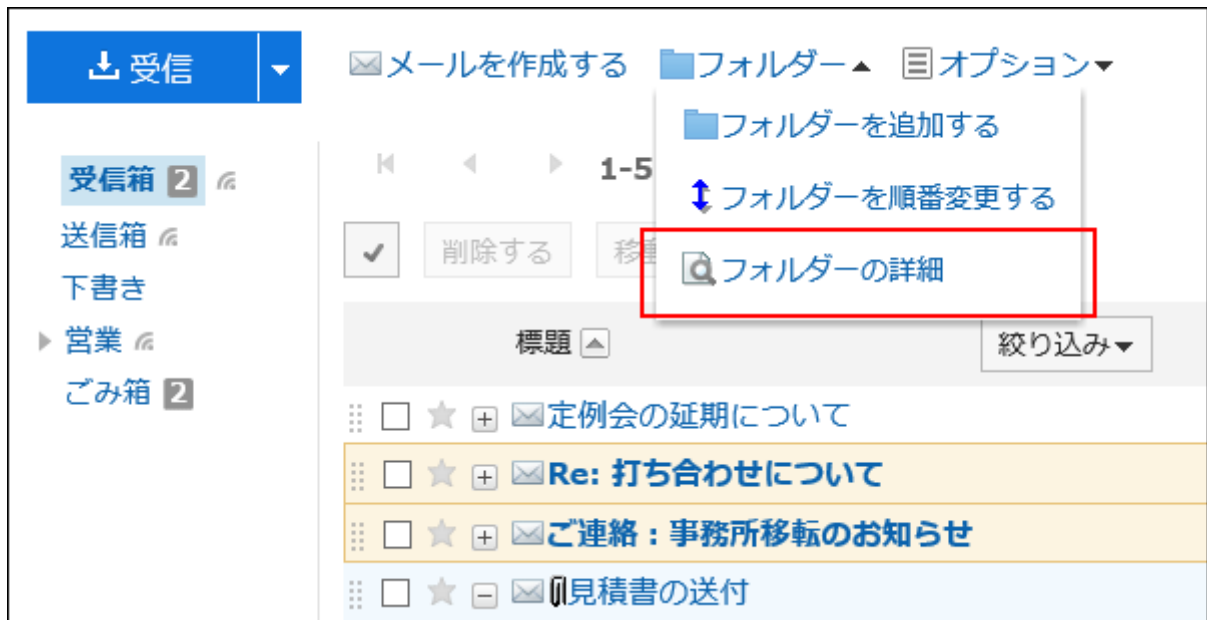 受信
メールを作成する フォルダー オプション
フォルダーを追加する
フォルダーを順番変更する
フォルダーの詳細
受信箱 2
送信箱
下書き
営業
ごみ箱 2
1-5
削除する
標題 絞り込み
定例会の延期について
Re: 打ち合わせについて
ご連絡：事務所移転のお知らせ
見積書の送付